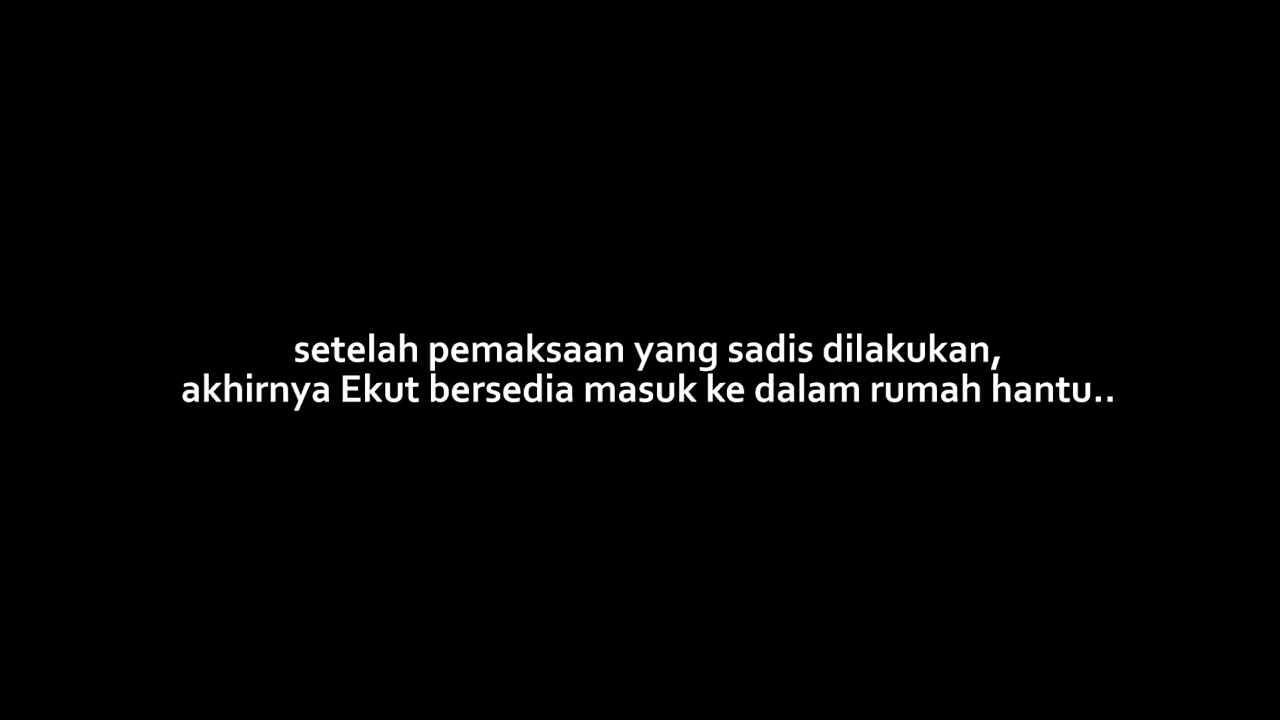 setelah pemaksaan yang sadis dilakukan,
akhirnya Ekut bersedia masuk ke dalam rumah hantu..